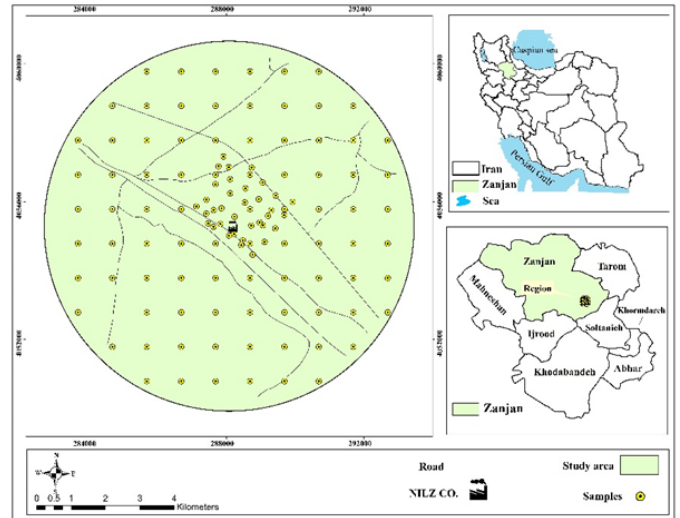 284000 288000 292000
4060000
4060000
4056000
4056000
4052000
4052000
284000 288000 292000
Caspian sea
Persian Gulf
Iran
Zanjan
Sea
Zanjan
Tarom
Mahneshan
Region
Khormdareh
Soltanieh
Ijrood
Khodabandeh
Abhar
Zanjan
N
W
P
S
0 0.5 1 2 3 4
Kilometers
Road
NILZ CO.
Study area
Samples